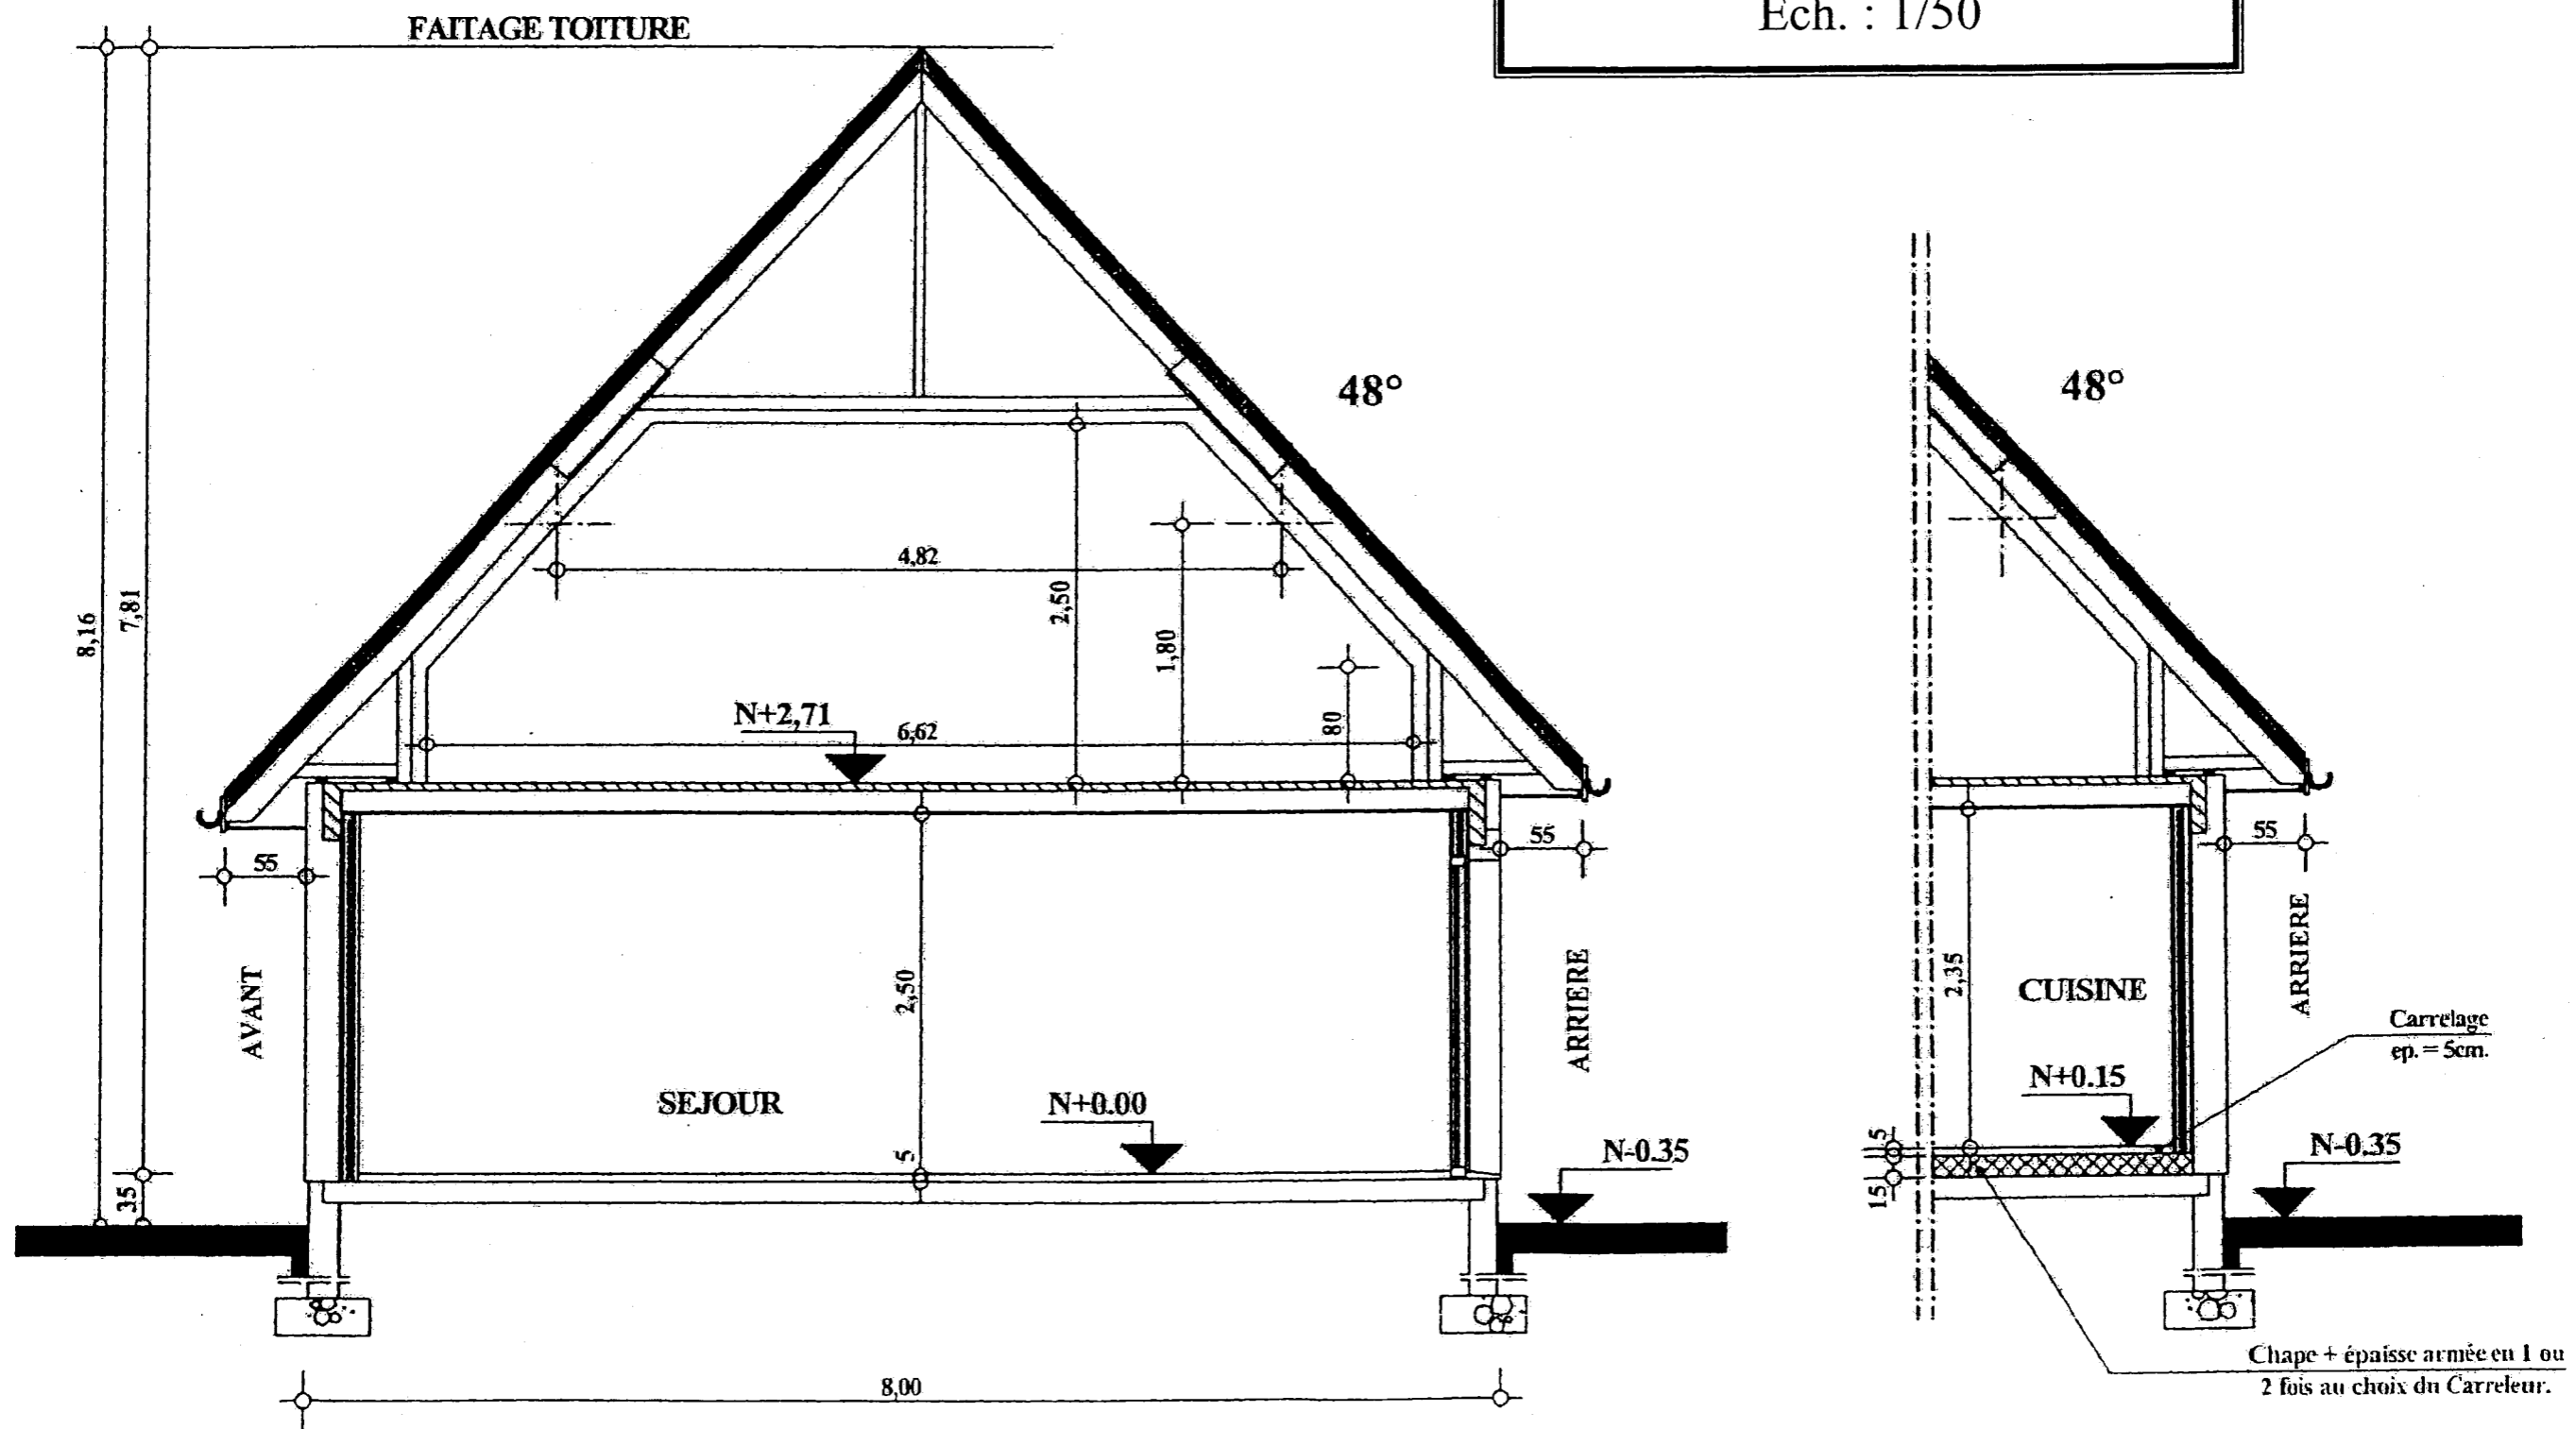 Ech. : 1/50
FAITAGE TOITURE
48°
48°
4,82
2,50
1,80
80
8,16
7,81
N+2,71
6,62
55
55
55
AVANT
2,50
ARRIERE
2,35
CUISINE
ARRIERE
Carrelage
ep. = 5cm.
SEJOUR
N+0.00
N+0.15
5
N-0.35
5
N-0.35
35
15
Chape + épaisse armée en 1 ou
2 fois au choix du Carreleur.
8,00